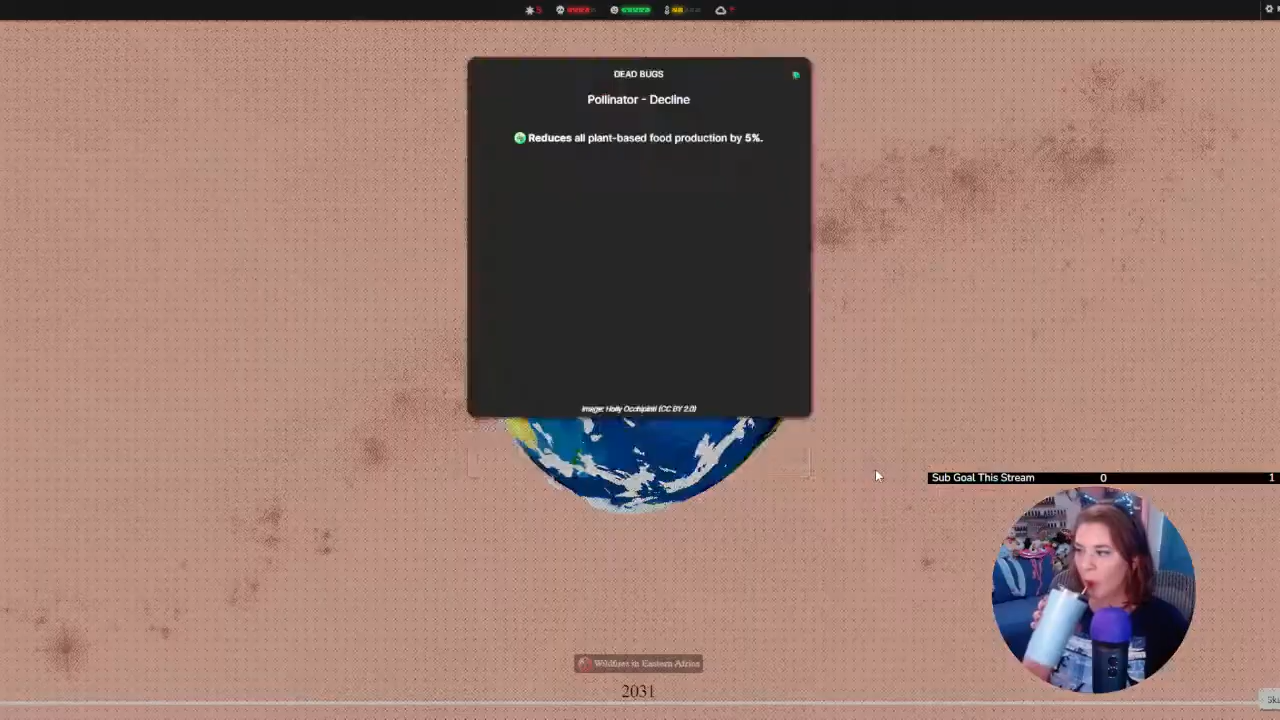 DEAD BUGS
Pollinator - Decline
Reduces all plant-based food production by 5%.
Image: Holly Occhipinti (CC BY 2.0)
Sub Goal This Stream 0 1
Wildfires in Eastern Africa
2031